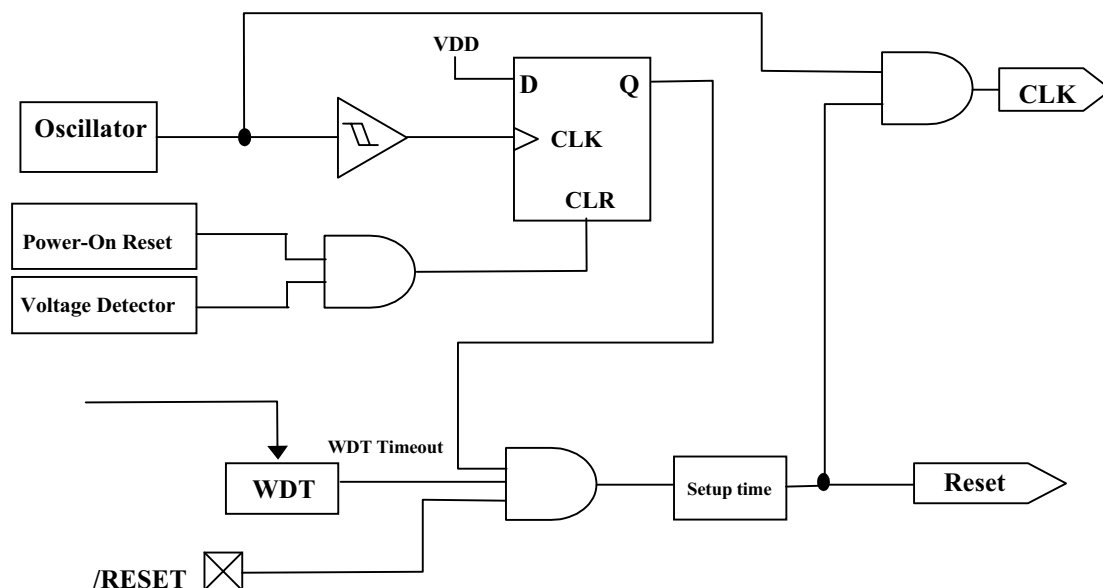 VDD
D
Q
CLK
Oscillator
CLK
CLR
Power-On Reset
Voltage Detector
WDT Timeout
WDT
Setup time
Reset
/RESET